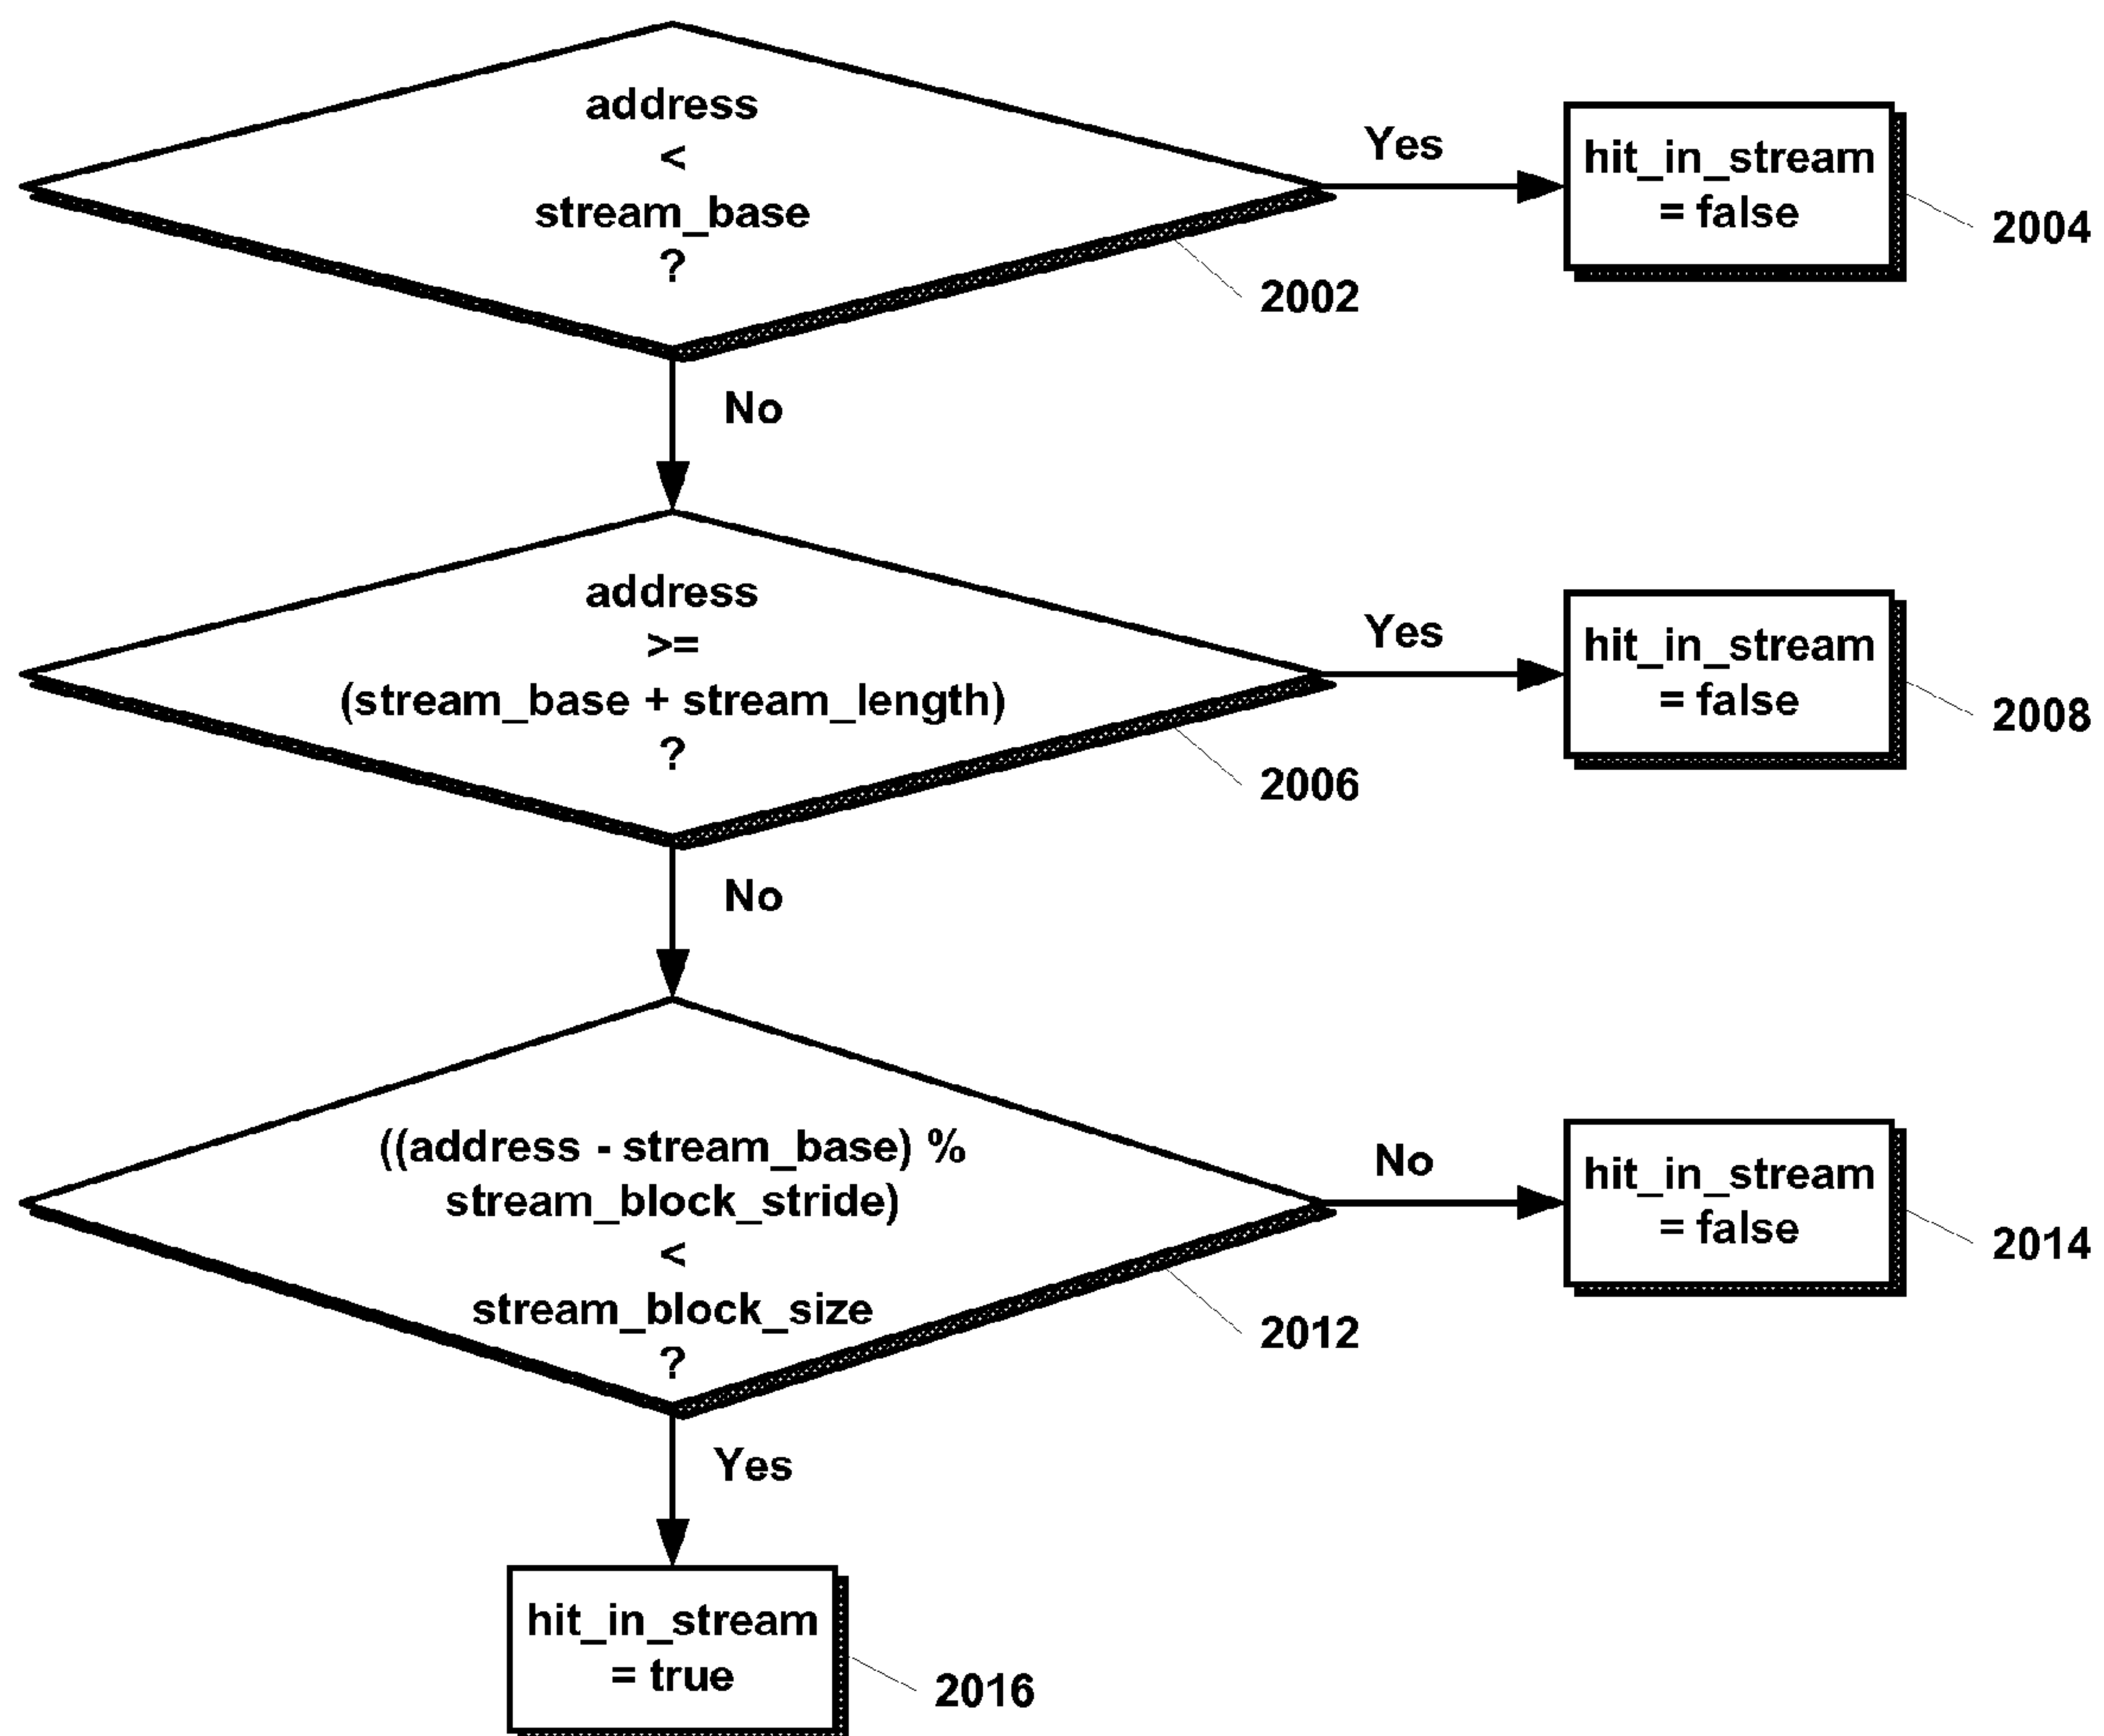 address
<
stream_base
?
Yes
hit_in_stream
= false
2004
2002
No
address
>=
(stream_base + stream_length)
?
Yes
hit_in_stream
= false
2008
2006
No
((address - stream_base) %
stream_block_stride)
<
stream_block_size
?
No
hit_in_stream
= false
2014
2012
Yes
hit_in_stream
= true
2016